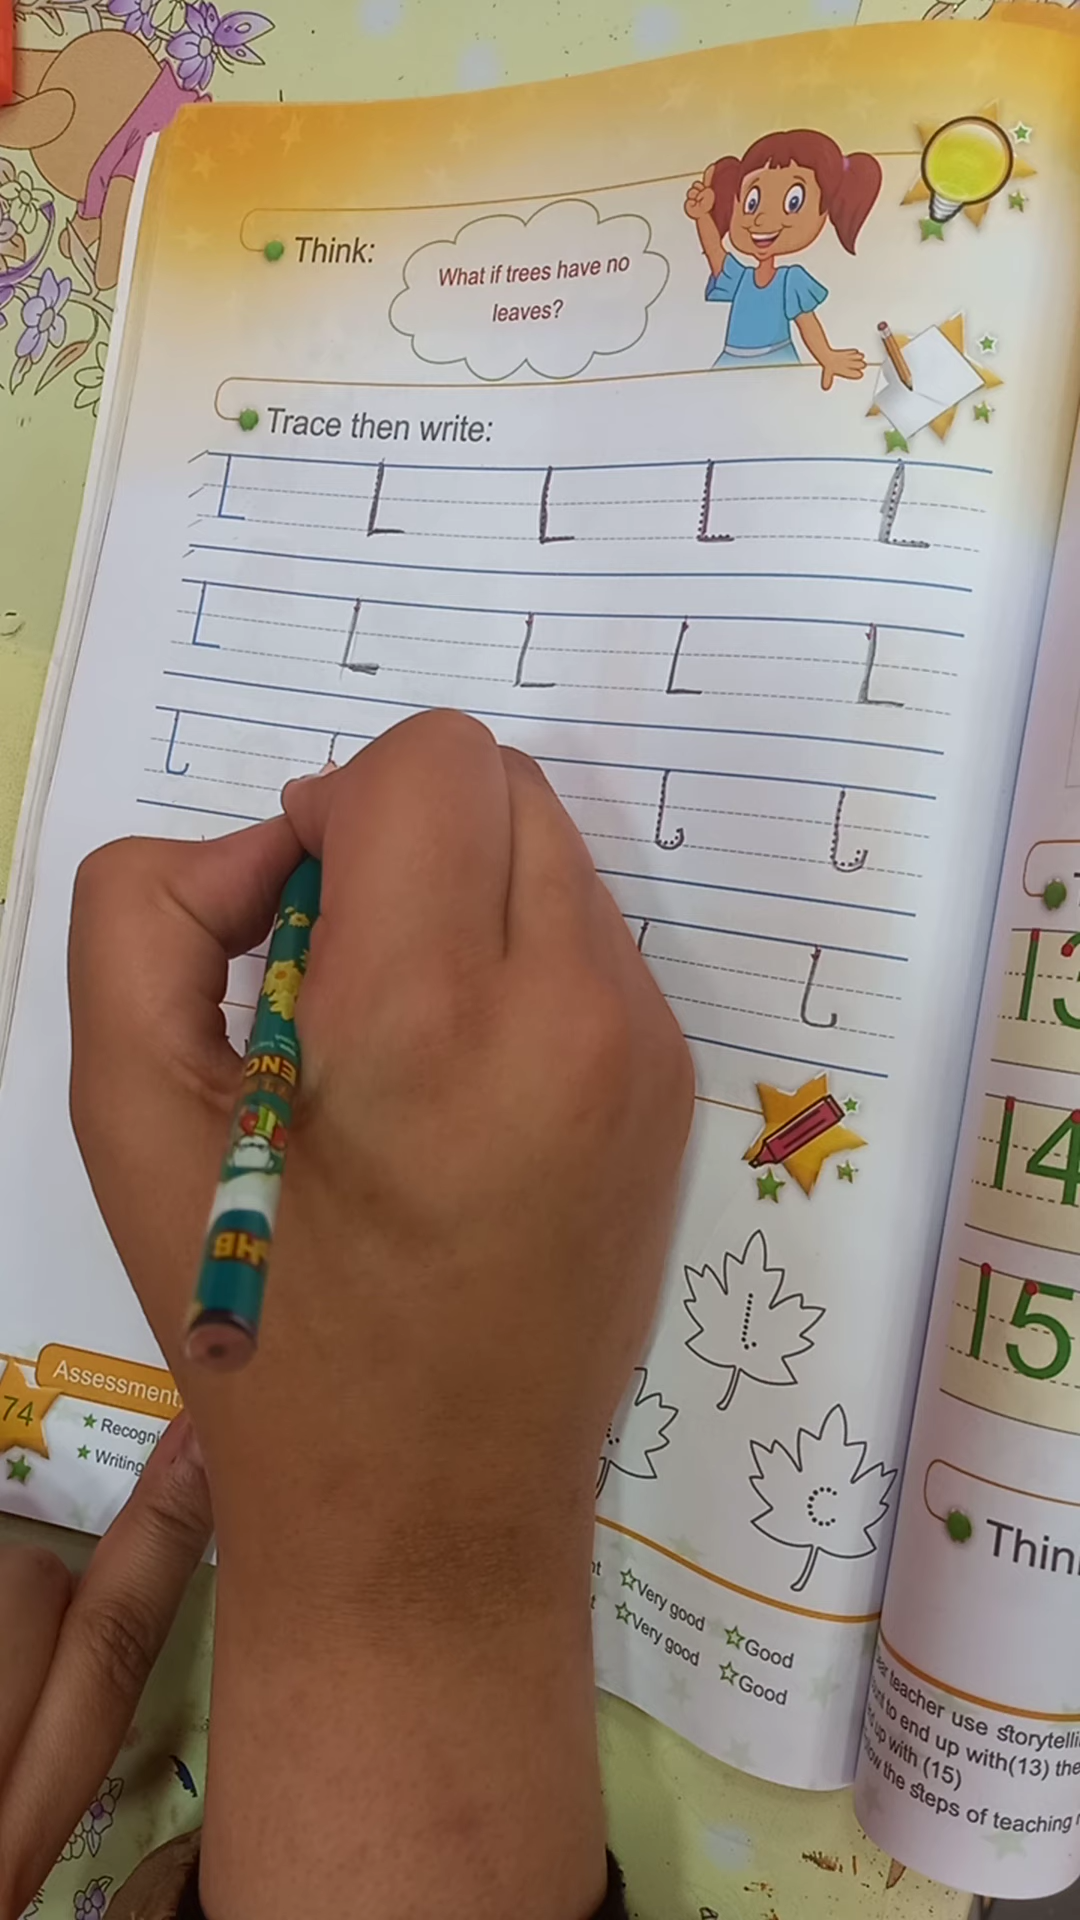 Think:
What if trees have no
leaves?
Trace then write:
L L L L L
L L L L L
l l l
l
l
c
Assessment
74
Writing
Very good Good
Very good Good
13
14
15
teacher use storytelli
to end up with(13) the
up with (15)
the steps of teaching